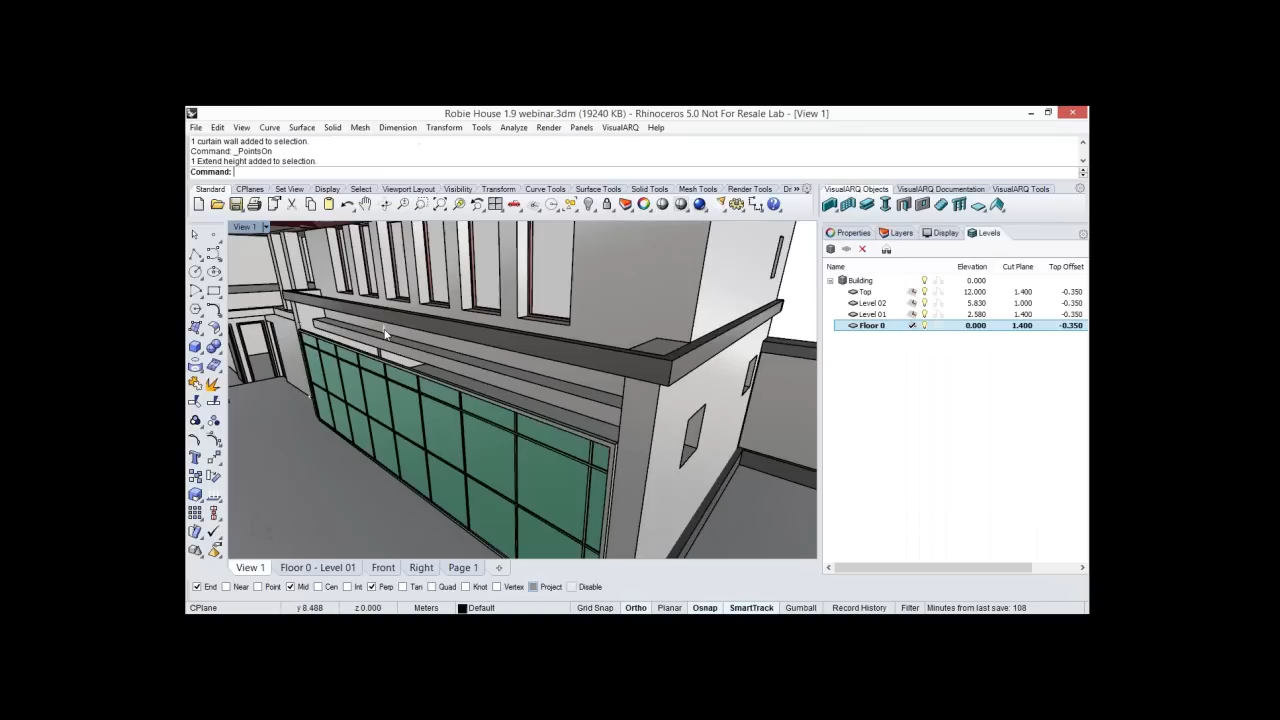 Robie House 1.9 webinar.3dm (19240 KB) - Rhinoceros 5.0 Not For Resale Lab - [View 1]
File Edit View Curve Surface Solid Mesh Dimension Transform Tools Analyze Render Panels VisualARQ Help
1 curtain wall added to selection.
Command: _PointsOn
1 Extend height added to selection.
Command:
Standard CPlanes Set View Display Select Viewport Layout Visibility Transform Curve Tools Surface Tools Solid Tools Mesh Tools Render Tools Dr »
VisualARQ Objects VisualARQ Documentation VisualARQ Tools
View 1
Properties Layers Display Levels
Name Elevation Cut Plane Top Offset
Building 0.000
Top 12.000 1.400 -0.350
Level 02 5.830 1.000 -0.350
Level 01 2.580 1.400 -0.350
Floor 0 0.000 1.400 -0.350
View 1 Floor 0 - Level 01 Front Right Page 1
End Near Point Mid Cen Int Perp Tan Quad Knot Vertex Project Disable
CPlane y 8.488 z 0.000 Meters Default Grid Snap Ortho Planar Osnap SmartTrack Gumball Record History Filter Minutes from last save: 108